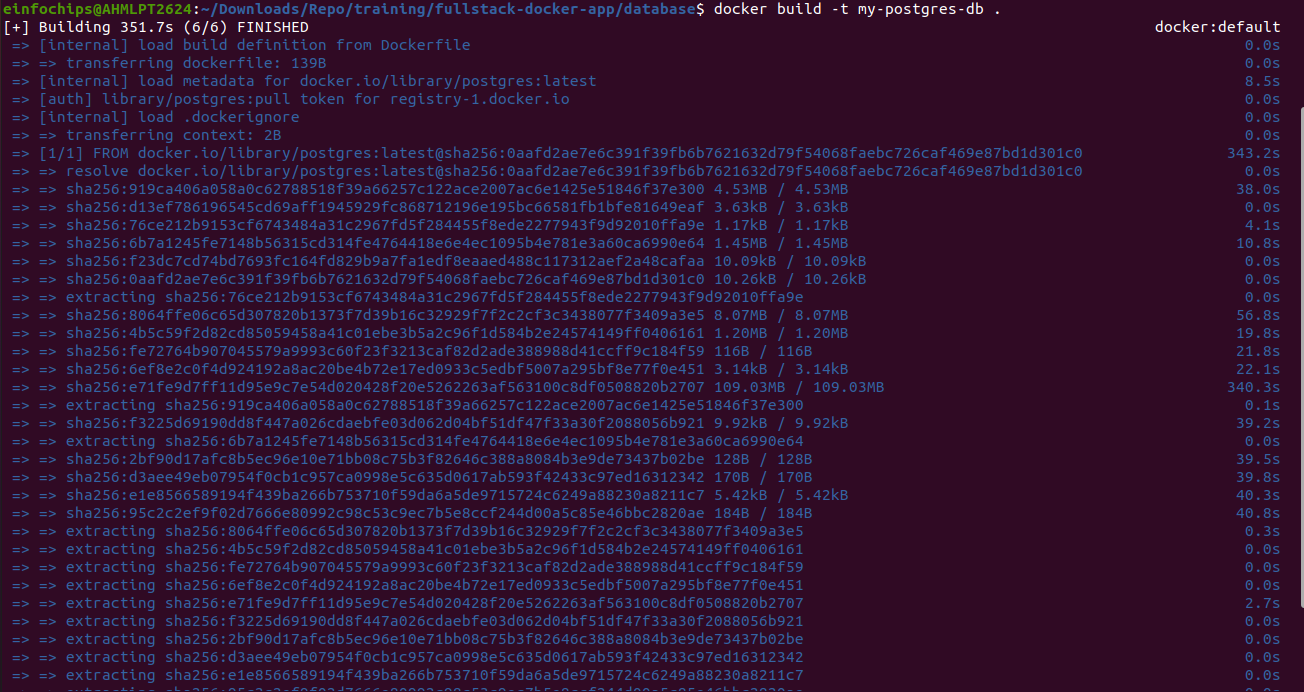 einfochips@AHMLPT2624:~/Downloads/Repo/training/fullstack-docker-app/database$ docker build -t my-postgres-db .
[+] Building 351.7s (6/6) FINISHED docker:default
=> [internal] load build definition from Dockerfile 0.0s
=> => transferring dockerfile: 139B 0.0s
=> [internal] load metadata for docker.io/library/postgres:latest 8.5s
=> [auth] library/postgres:pull token for registry-1.docker.io 0.0s
=> [internal] load .dockerignore 0.0s
=> => transferring context: 2B 0.0s
=> [1/1] FROM docker.io/library/postgres:latest@sha256:0aafd2ae7e6c391f39fb6b7621632d79f54068faebc726caf469e87bd1d301c0 343.2s
=> => resolve docker.io/library/postgres:latest@sha256:0aafd2ae7e6c391f39fb6b7621632d79f54068faebc726caf469e87bd1d301c0 0.0s
=> => sha256:919ca406a058a0c62788518f39a66257c122ace2007ac6e1425e51846f37e300 4.53MB / 4.53MB 38.0s
=> => sha256:d13ef786196545cd69aff1945929fc868712196e195bc66581fb1bfe81649eaf 3.63kB / 3.63kB 0.0s
=> => sha256:76ce212b9153cf6743484a31c2967fd5f284455f8ede2277943f9d92010ffa9e 1.17kB / 1.17kB 4.1s
=> => sha256:6b7a1245fe7148b56315cd314fe4764418e6e4ec1095b4e781e3a60ca6990e64 1.45MB / 1.45MB 10.8s
=> => sha256:f23dc7cd74bd7693fc164fd829b9a7fa1edf8eaaed488c117312aef2a48cafaa 10.09kB / 10.09kB 0.0s
=> => sha256:0aafd2ae7e6c391f39fb6b7621632d79f54068faebc726caf469e87bd1d301c0 10.26kB / 10.26kB 0.0s
=> => extracting sha256:76ce212b9153cf6743484a31c2967fd5f284455f8ede2277943f9d92010ffa9e 0.0s
=> => sha256:8064ffe06c65d307820b1373f7d39b16c32929f7f2c2cf3c3438077f3409a3e5 8.07MB / 8.07MB 56.8s
=> => sha256:4b5c59f2d82cd85059458a41c01ebe3b5a2c96f1d584b2e24574149ff0406161 1.20MB / 1.20MB 19.8s
=> => sha256:fe72764b907045579a9993c60f23f3213caf82d2ade388988d41ccff9c184f59 116B / 116B 21.8s
=> => sha256:6ef8e2c0f4d924192a8ac20be4b72e17ed0933c5edbf5007a295bf8e77f0e451 3.14kB / 3.14kB 22.1s
=> => sha256:e71fe9d7ff11d95e9c7e54d020428f20e5262263af563100c8df0508820b2707 109.03MB / 109.03MB 340.3s
=> => extracting sha256:919ca406a058a0c62788518f39a66257c122ace2007ac6e1425e51846f37e300 0.1s
=> => sha256:f3225d69190dd8f447a026cdaebfe03d062d04bf51df47f33a30f2088056b921 9.92kB / 9.92kB 39.2s
=> => extracting sha256:6b7a1245fe7148b56315cd314fe4764418e6e4ec1095b4e781e3a60ca6990e64 0.0s
=> => sha256:2bf90d17afc8b5ec96e10e71bb08c75b3f82646c388a8084b3e9de73437b02be 128B / 128B 39.5s
=> => sha256:d3aee49eb07954f0cb1c957ca0998e5c635d0617ab593f42433c97ed16312342 170B / 170B 39.8s
=> => sha256:e1e8566589194f439ba266b753710f59da6a5de9715724c6249a88230a8211c7 5.42kB / 5.42kB 40.3s
=> => sha256:95c2c2ef9f02d7666e80992c98c53c9ec7b5e8ccf244d00a5c85e46bbc2820ae 184B / 184B 40.8s
=> => extracting sha256:8064ffe06c65d307820b1373f7d39b16c32929f7f2c2cf3c3438077f3409a3e5 0.3s
=> => extracting sha256:4b5c59f2d82cd85059458a41c01ebe3b5a2c96f1d584b2e24574149ff0406161 0.0s
=> => extracting sha256:fe72764b907045579a9993c60f23f3213caf82d2ade388988d41ccff9c184f59 0.0s
=> => extracting sha256:6ef8e2c0f4d924192a8ac20be4b72e17ed0933c5edbf5007a295bf8e77f0e451 0.0s
=> => extracting sha256:e71fe9d7ff11d95e9c7e54d020428f20e5262263af563100c8df0508820b2707 2.7s
=> => extracting sha256:f3225d69190dd8f447a026cdaebfe03d062d04bf51df47f33a30f2088056b921 0.0s
=> => extracting sha256:2bf90d17afc8b5ec96e10e71bb08c75b3f82646c388a8084b3e9de73437b02be 0.0s
=> => extracting sha256:d3aee49eb07954f0cb1c957ca0998e5c635d0617ab593f42433c97ed16312342 0.0s
=> => extracting sha256:e1e8566589194f439ba266b753710f59da6a5de9715724c6249a88230a8211c7 0.0s